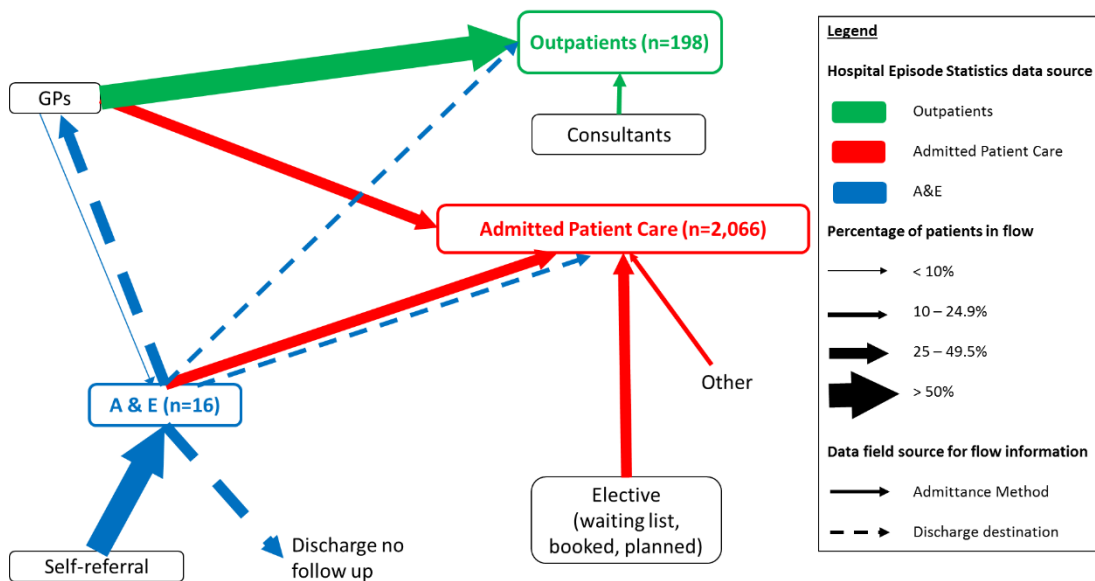 Outpatients (n=198)
GPs
Consultants
Admitted Patient Care (n=2,066)
Other
A & E (n=16)
Elective
(waiting list,
booked, planned)
Discharge no
follow up
Self-referral
Legend
Hospital Episode Statistics data source
Outpatients
Admitted Patient Care
A&E
Percentage of patients in flow
< 10%
10 – 24.9%
25 – 49.5%
> 50%
Data field source for flow information
Admittance Method
Discharge destination